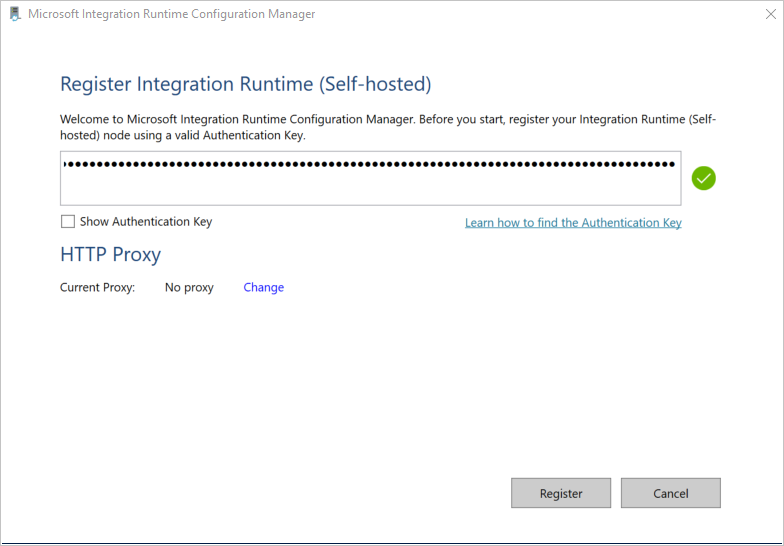 Microsoft Integration Runtime Configuration Manager
Register Integration Runtime (Self-hosted)
Welcome to Microsoft Integration Runtime Configuration Manager. Before you start, register your Integration Runtime (Self-
hosted) node using a valid Authentication Key.
Show Authentication Key
Learn how to find the Authentication Key
HTTP Proxy
Current Proxy: No proxy Change
Register Cancel